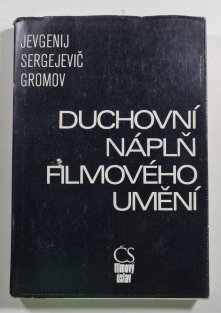 JEVGENIJ
SERGEJEVIČ
GROMOV
DUCHOVNÍ
NÁPLŇ
FILMOVÉHO
UMĚNÍ
ČS
filmový
ústav